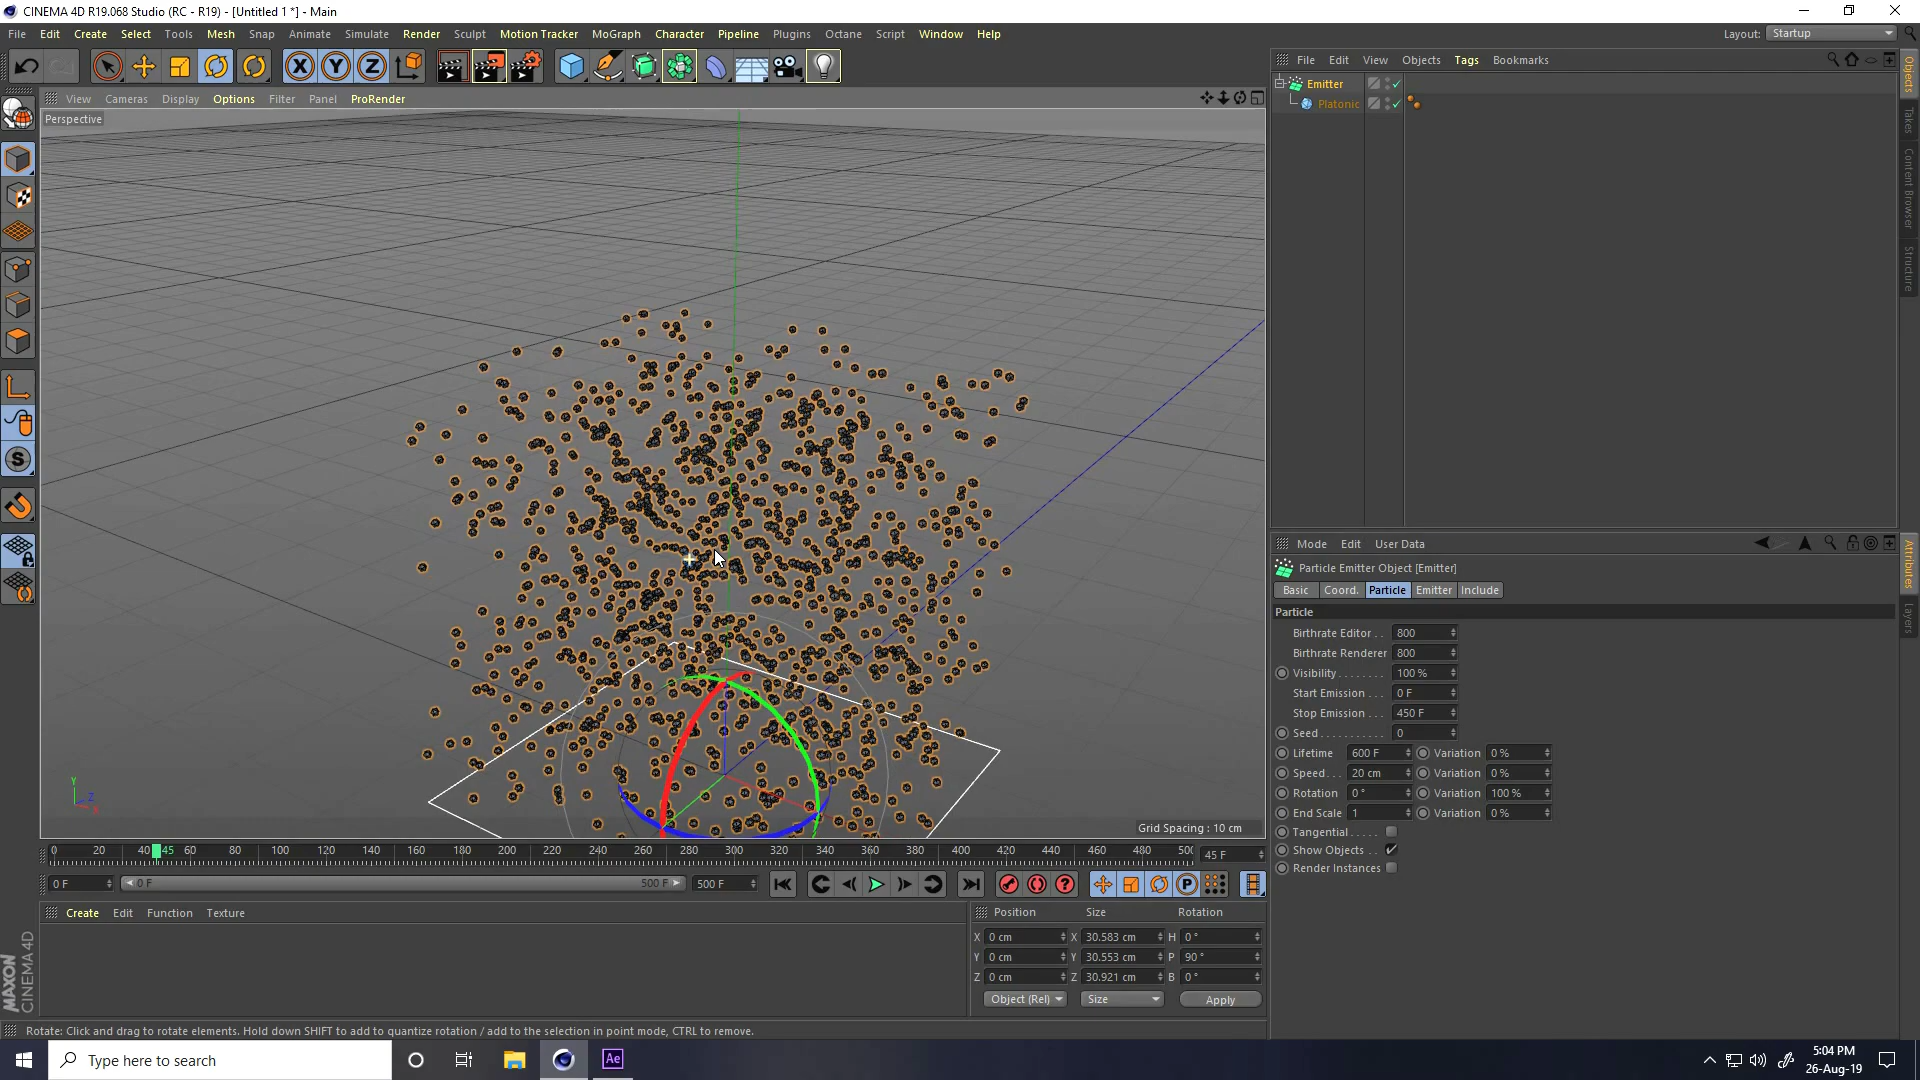 CINEMA 4D R19.068 Studio (RC - R19) - [Untitled 1 *] - Main
File Edit Create Select Tools Mesh Snap Animate Simulate Render Sculpt Motion Tracker MoGraph Character Pipeline Plugins Octane Script Window Help
Layout: Startup
X Y Z
File Edit View Objects Tags Bookmarks
Emitter
Platonic
View Cameras Display Options Filter Panel ProRender
Perspective
Objects
Takes
Content Browser
Structure
Mode Edit User Data
Particle Emitter Object [Emitter]
Basic Coord. Particle Emitter Include
Particle
Birthrate Editor . . 800
Birthrate Renderer 800
Visibility . . . . . . . . 100 %
Start Emission . . . 0 F
Stop Emission . . . 450 F
Seed . . . . . . . . . . . 0
Lifetime 600 F Variation 0 %
Speed . . . 20 cm Variation 0 %
Rotation 0 ° Variation 100 %
End Scale 1 Variation 0 %
Tangential . . . . .
Show Objects . .
Render Instances
Attributes
Layers
S
Y
Z
X
Grid Spacing : 10 cm
0 20 40 45 60 80 100 120 140 160 180 200 220 240 260 280 300 320 340 360 380 400 420 440 460 480 500
45 F
0 F 0 F 500 F 500 F
P
Create Edit Function Texture
Position Size Rotation
X 0 cm X 30.583 cm H 0 °
Y 0 cm Y 30.553 cm P 90 °
Z 0 cm Z 30.921 cm B 0 °
Object (Rel) Size Apply
MAXON
CINEMA 4D
Rotate: Click and drag to rotate elements. Hold down SHIFT to add to quantize rotation / add to the selection in point mode, CTRL to remove.
Type here to search
Ae
5:04 PM
26-Aug-19